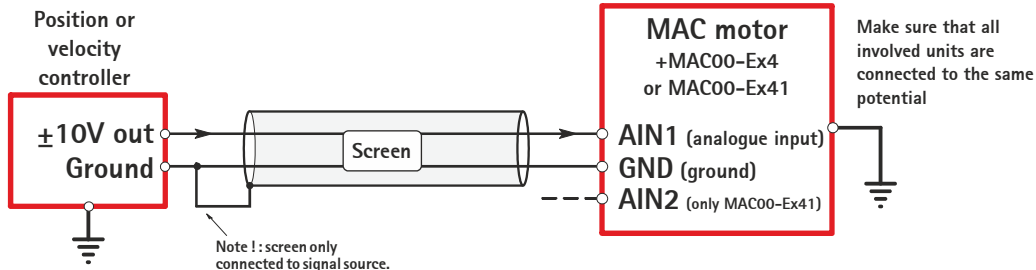 Position or
velocity
controller
±10V out
Ground
Screen
Note ! : screen only
connected to signal source.
MAC motor
+MAC00-Ex4
or MAC00-Ex41
AIN1 (analogue input)
GND (ground)
AIN2 (only MAC00-Ex41)
Make sure that all
involved units are
connected to the same
potential